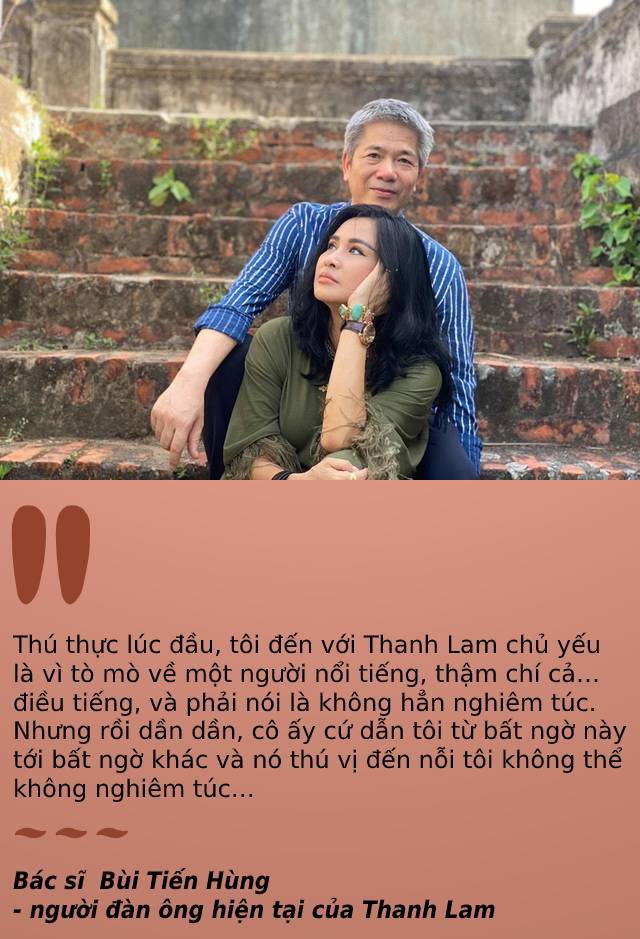 Thú thực lúc đầu, tôi đến với Thanh Lam chủ yếu
là vì tò mò về một người nổi tiếng, thậm chí cả...
điều tiếng, và phải nói là không hẳn nghiêm túc.
Nhưng rồi dần dần, cô ấy cứ dẫn tôi từ bất ngờ này
tới bất ngờ khác và nó thú vị đến nỗi tôi không thể
không nghiêm túc...
Bác sĩ  Bùi Tiến Hùng
- người đàn ông hiện tại của Thanh Lam